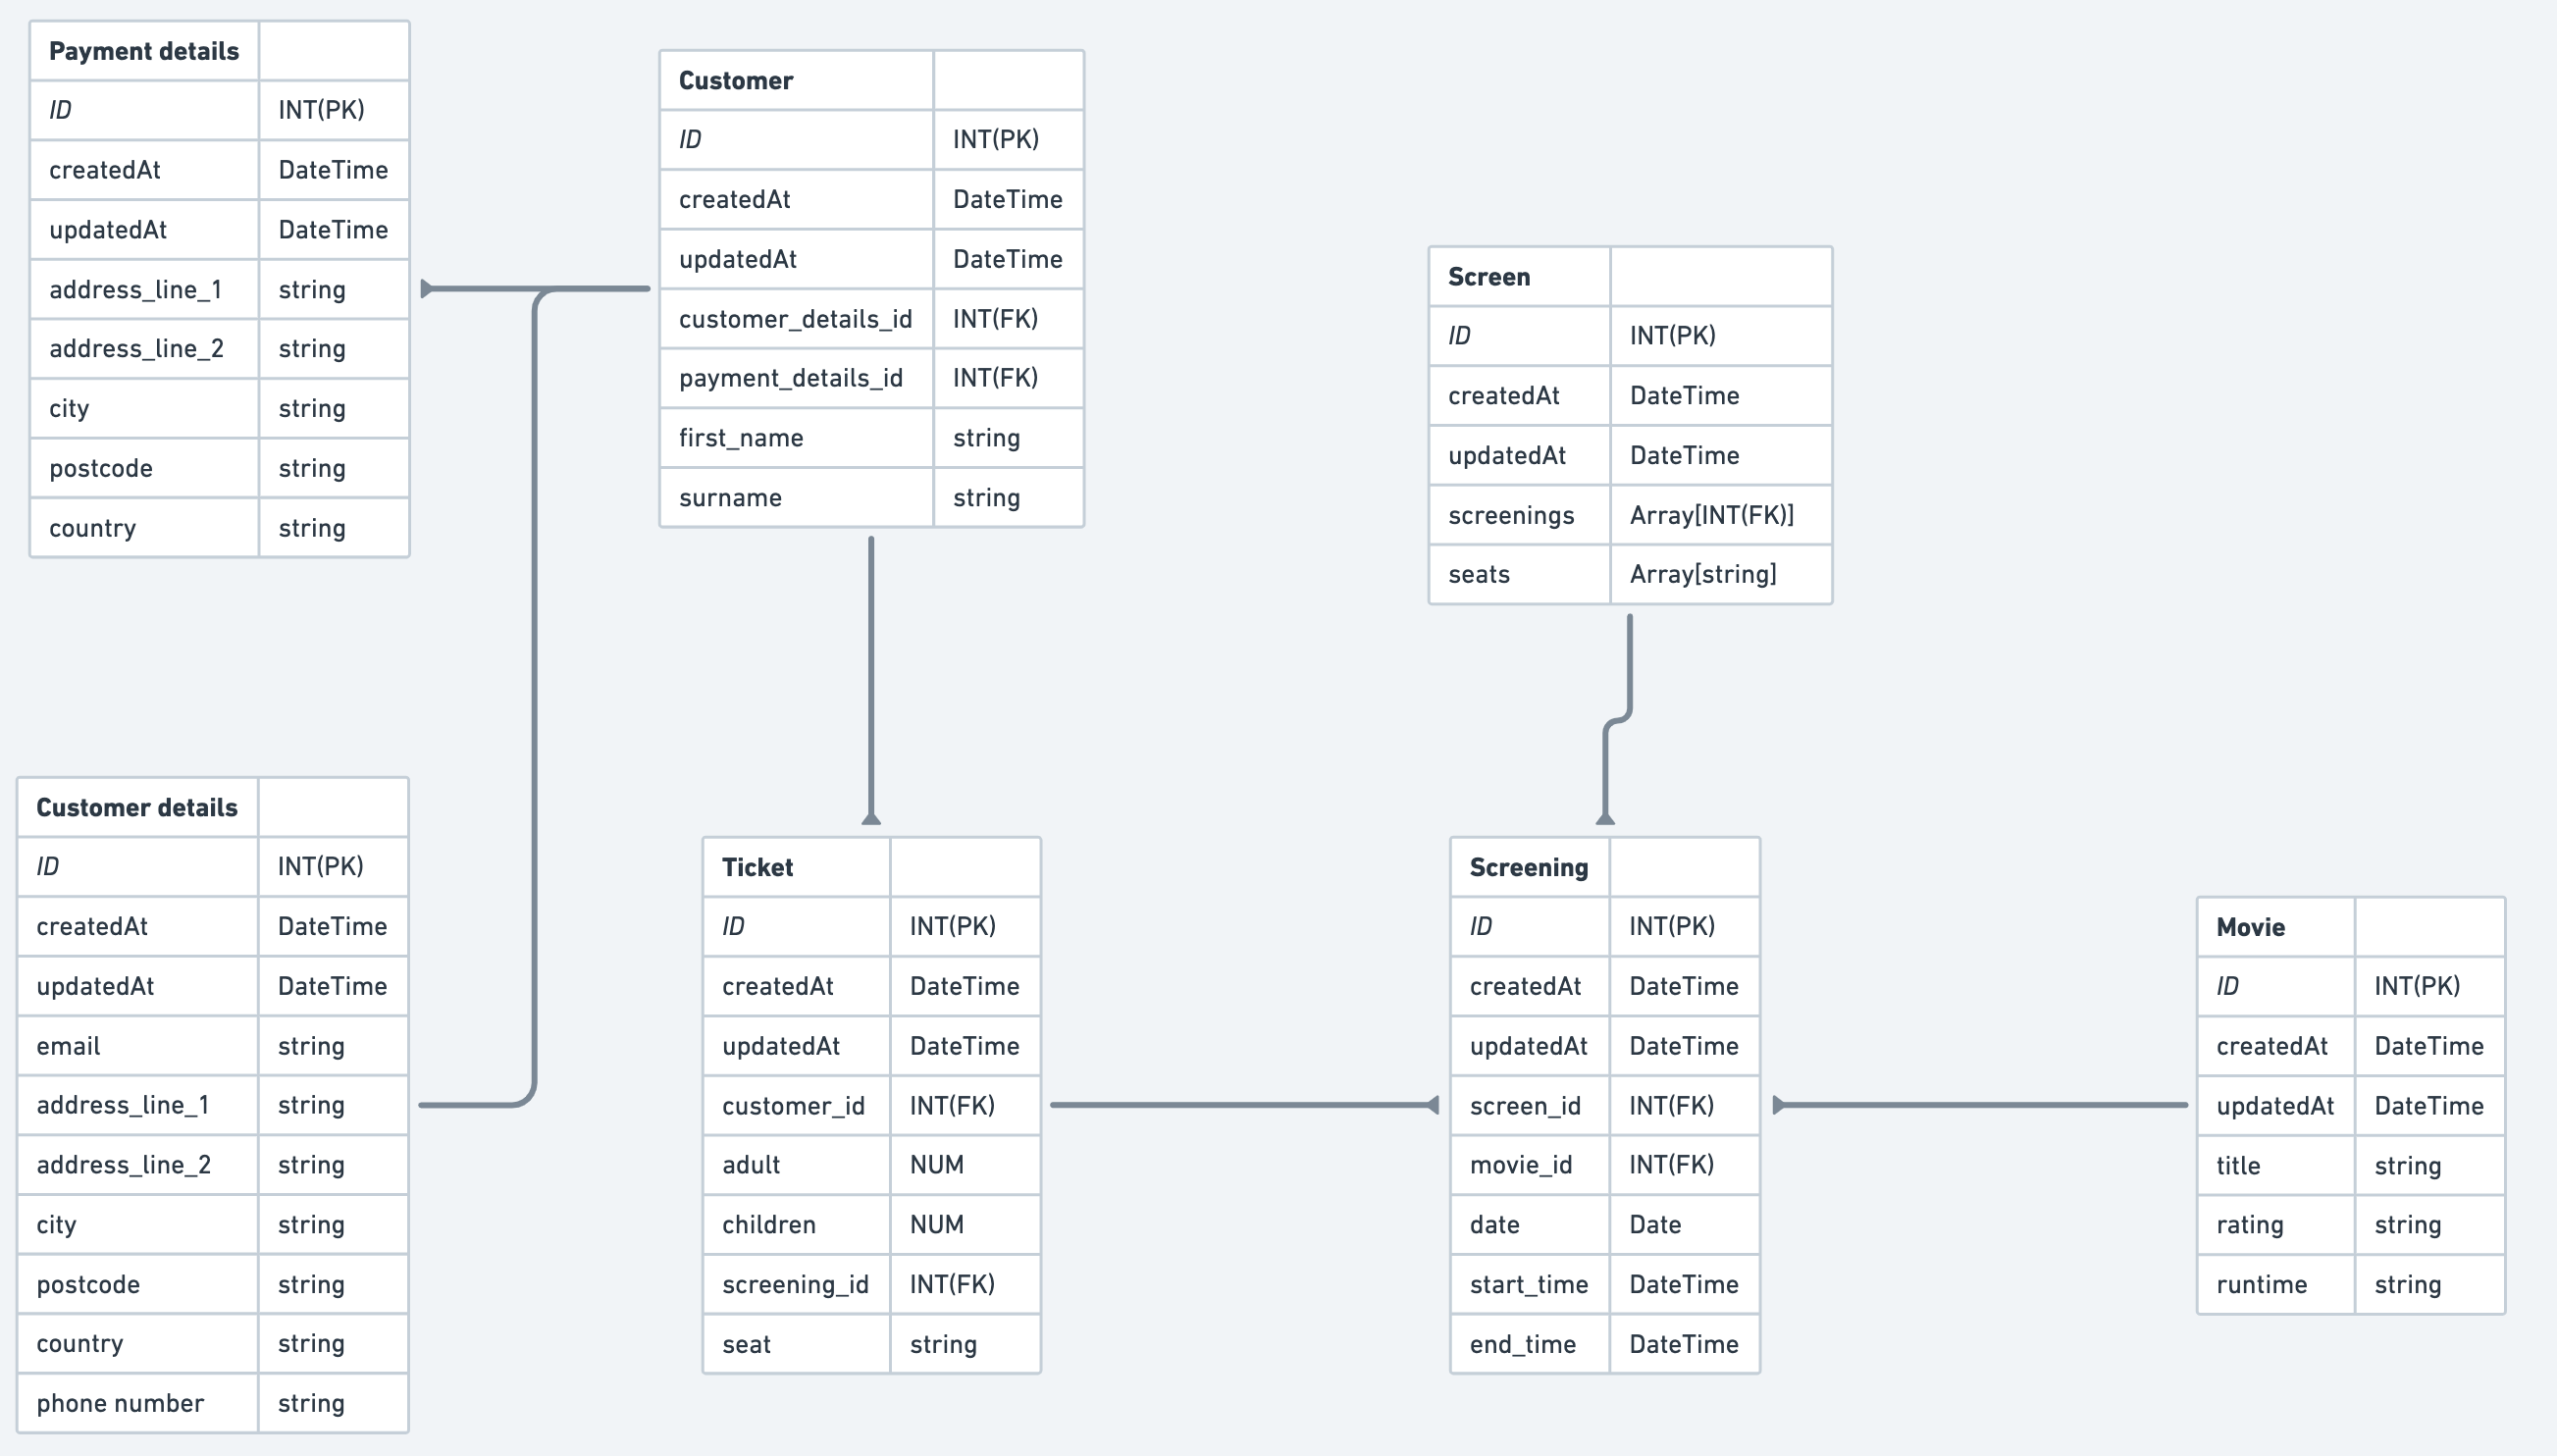 Payment details
ID INT(PK)
createdAt DateTime
updatedAt DateTime
address_line_1 string
address_line_2 string
city string
postcode string
country string
Customer
ID INT(PK)
createdAt DateTime
updatedAt DateTime
customer_details_id INT(FK)
payment_details_id INT(FK)
first_name string
surname string
Screen
ID INT(PK)
createdAt DateTime
updatedAt DateTime
screenings Array[INT(FK)]
seats Array[string]
Customer details
ID INT(PK)
createdAt DateTime
updatedAt DateTime
email string
address_line_1 string
address_line_2 string
city string
postcode string
country string
phone number string
Ticket
ID INT(PK)
createdAt DateTime
updatedAt DateTime
customer_id INT(FK)
adult NUM
children NUM
screening_id INT(FK)
seat string
Screening
ID INT(PK)
createdAt DateTime
updatedAt DateTime
screen_id INT(FK)
movie_id INT(FK)
date Date
start_time DateTime
end_time DateTime
Movie
ID INT(PK)
createdAt DateTime
updatedAt DateTime
title string
rating string
runtime string